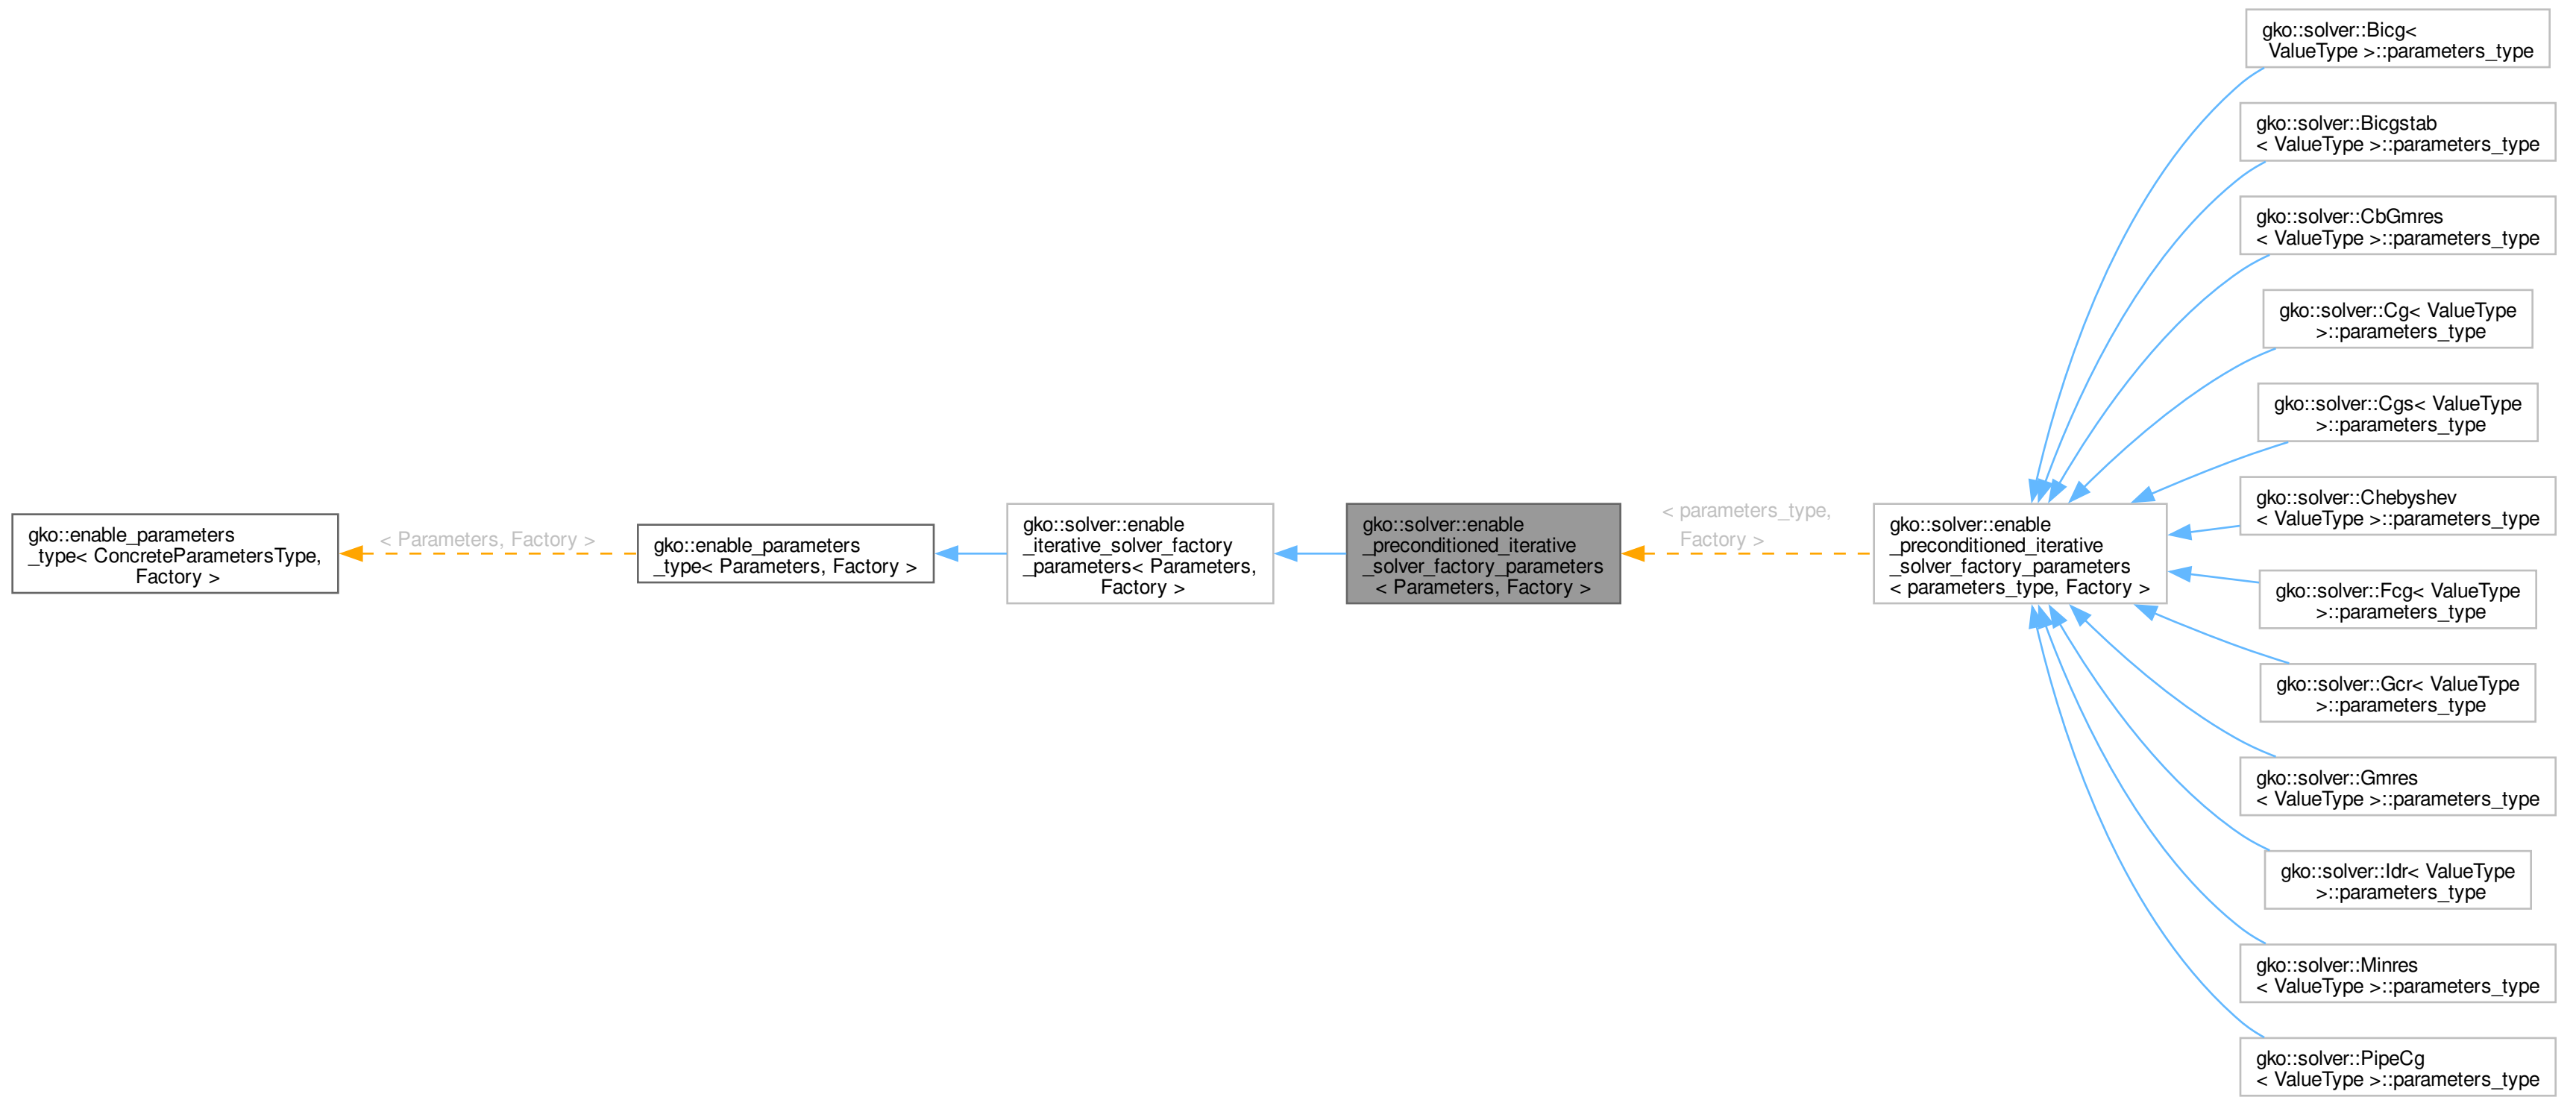 gko::enable_parameters
_type< ConcreteParametersType,
Factory >
< Parameters, Factory >
gko::enable_parameters
_type< Parameters, Factory >
gko::solver::enable
_iterative_solver_factory
_parameters< Parameters,
Factory >
gko::solver::enable
_preconditioned_iterative
_solver_factory_parameters
< Parameters, Factory >
< parameters_type,
Factory >
gko::solver::enable
_preconditioned_iterative
_solver_factory_parameters
< parameters_type, Factory >
gko::solver::Bicg<
ValueType >::parameters_type
gko::solver::Bicgstab
< ValueType >::parameters_type
gko::solver::CbGmres
< ValueType >::parameters_type
gko::solver::Cg< ValueType
>::parameters_type
gko::solver::Cgs< ValueType
>::parameters_type
gko::solver::Chebyshev
< ValueType >::parameters_type
gko::solver::Fcg< ValueType
>::parameters_type
gko::solver::Gcr< ValueType
>::parameters_type
gko::solver::Gmres
< ValueType >::parameters_type
gko::solver::Idr< ValueType
>::parameters_type
gko::solver::Minres
< ValueType >::parameters_type
gko::solver::PipeCg
< ValueType >::parameters_type